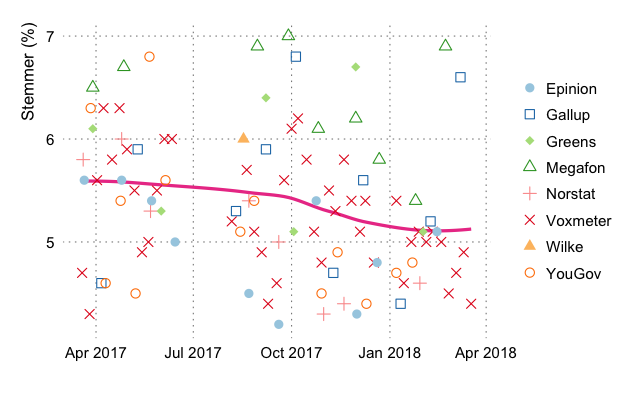 Stemmer (%)
7
6
5
Apr 2017 Jul 2017 Oct 2017 Jan 2018 Apr 2018
Epinion
Gallup
Greens
Megafon
Norstat
Voxmeter
Wilke
YouGov